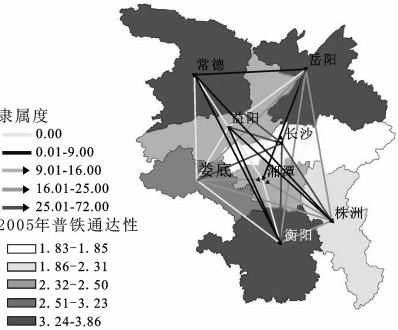 常德
岳阳
益阳
长沙
娄底
湘潭
株洲
衡阳
隶属度
0.00
0.01-9.00
9.01-16.00
16.01-25.00
25.01-72.00
2005年普铁通达性
1.83-1.85
1.86-2.31
2.32-2.50
2.51-3.23
3.24-3.86